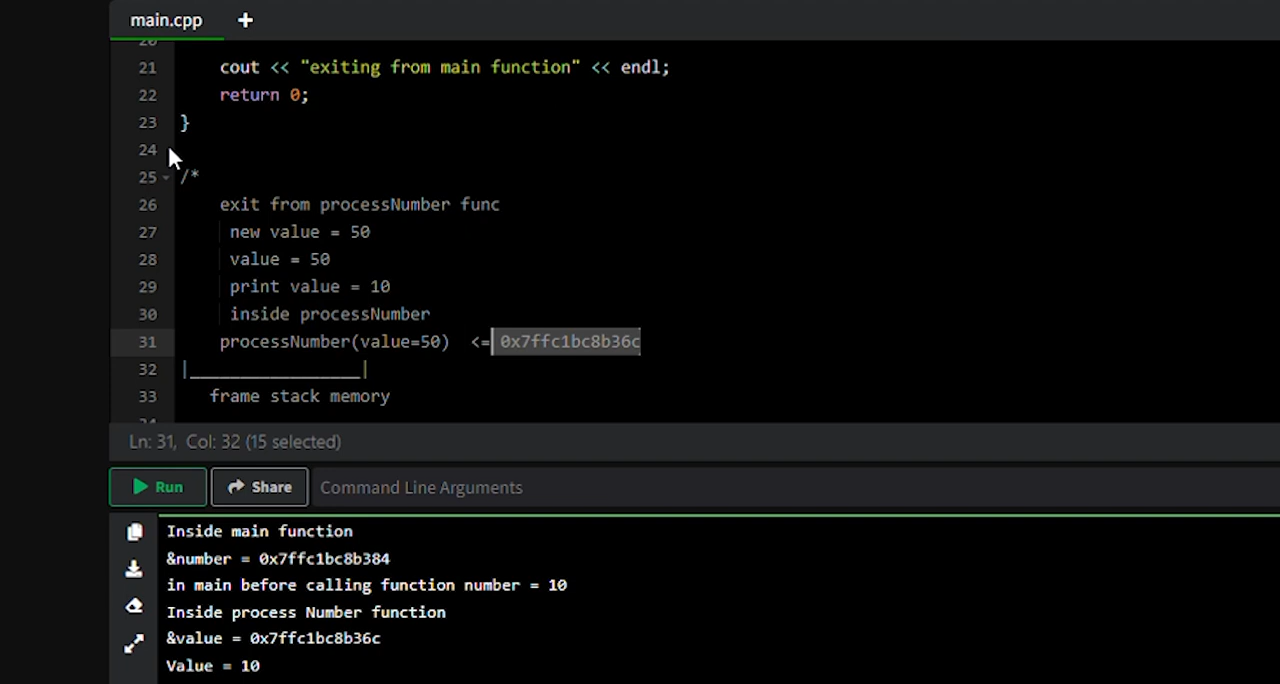 main.cpp +
20
21 cout << "exiting from main function" << endl;
22 return 0;
23 }
24
25 /*
26 exit from processNumber func
27 new value = 50
28 value = 50
29 print value = 10
30 inside processNumber
31 processNumber(value=50) <= 0x7ffc1bc8b36c
32 |_________________|
33 frame stack memory
34
Ln: 31, Col: 32 (15 selected)
Run Share Command Line Arguments
Inside main function
&number = 0x7ffc1bc8b384
in main before calling function number = 10
Inside process Number function
&value = 0x7ffc1bc8b36c
Value = 10